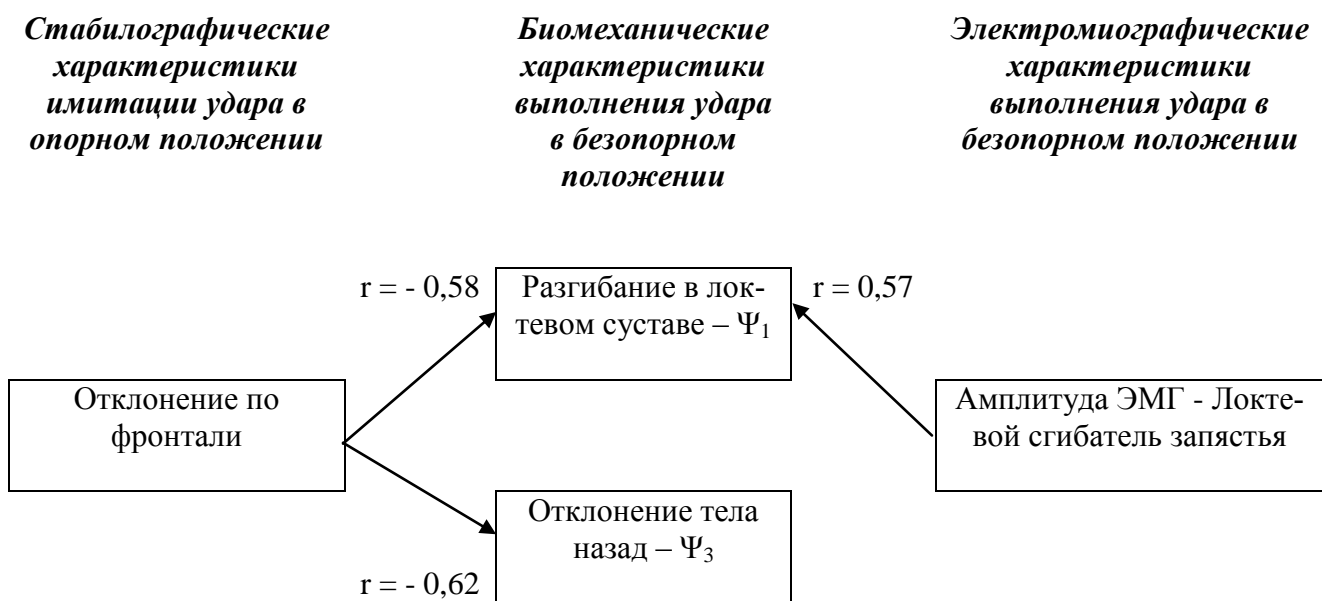 Стабилографические
характеристики
имитации удара в
опорном положении
Биомеханические
характеристики
выполнения удара
в безопорном
положении
Электромиографические
характеристики
выполнения удара в
безопорном положении
r = - 0,58
Разгибание в лок-
тевом суставе – Ψ₁
r = 0,57
Отклонение по
фронтали
Амплитуда ЭМГ - Локте-
вой сгибатель запястья
Отклонение тела
назад – Ψ₃
r = - 0,62